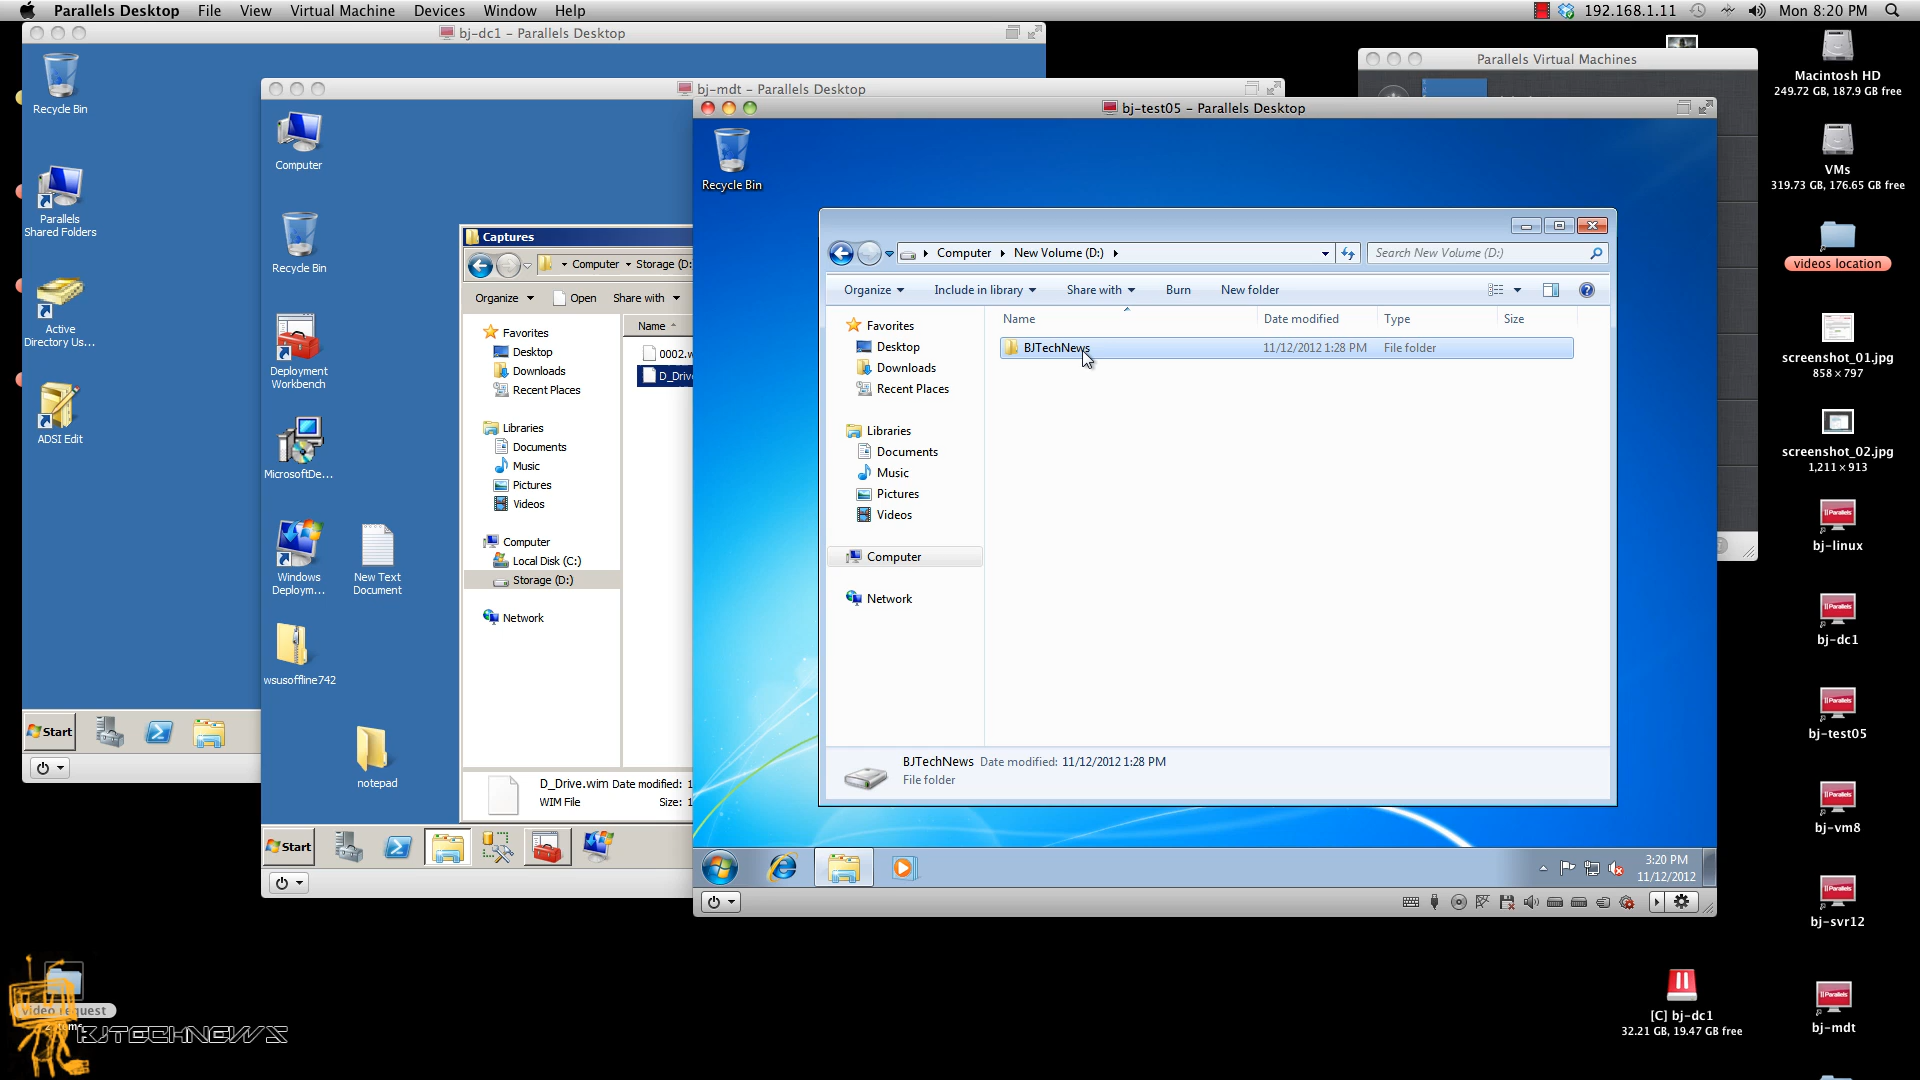 Parallels Desktop File View Virtual Machine Devices Window Help
192.168.1.11 Mon 8:20 PM
bj-dc1 - Parallels Desktop
Recycle Bin
Parallels
Shared Folders
Active
Directory Us...
ADSI Edit
Start
bj-mdt - Parallels Desktop
Computer
Recycle Bin
Deployment
Workbench
MicrosoftDe...
Windows
Deploym...
New Text
Document
wsusoffline742
notepad
Start
Captures
Computer Storage (D:
Organize Open Share with
Favorites
Desktop
Downloads
Recent Places
Libraries
Documents
Music
Pictures
Videos
Computer
Local Disk (C:)
Storage (D:)
Network
Name
0002.w
D_Driv
D_Drive.wim Date modified: 1
WIM File Size: 1
Parallels Virtual Machines
bj-test05 - Parallels Desktop
Recycle Bin
Computer New Volume (D:)
Search New Volume (D:)
Organize Include in library Share with Burn New folder
Favorites
Desktop
Downloads
Recent Places
Libraries
Documents
Music
Pictures
Videos
Computer
Network
Name Date modified Type Size
BJTechNews 11/12/2012 1:28 PM File folder
BJTechNews Date modified: 11/12/2012 1:28 PM
File folder
3:20 PM
11/12/2012
Macintosh HD
249.72 GB, 187.9 GB free
VMs
319.73 GB, 176.65 GB free
videos location
screenshot_01.jpg
858 × 797
screenshot_02.jpg
1,211 × 913
bj-linux
bj-dc1
bj-test05
bj-vm8
bj-svr12
[C] bj-dc1
32.21 GB, 19.47 GB free
bj-mdt
video request
BJTECHNEWS